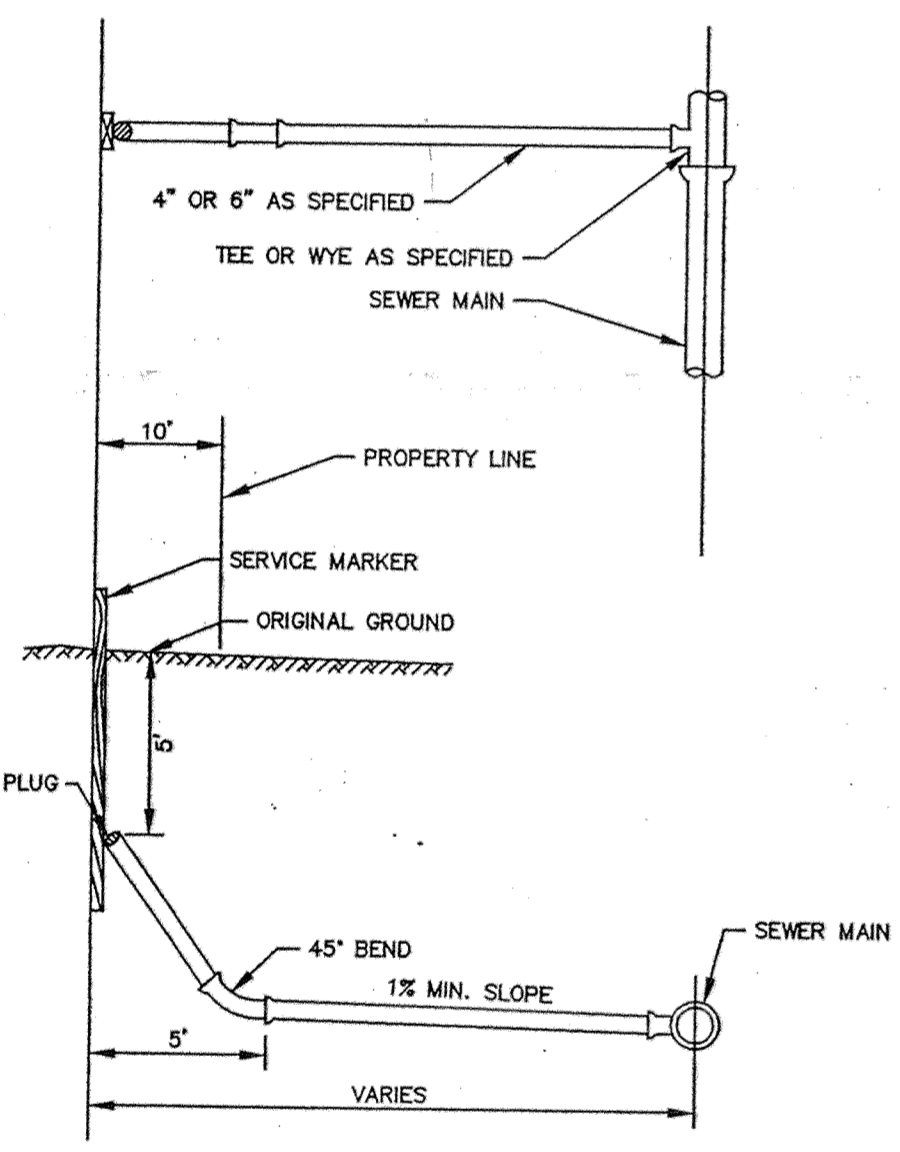 4" OR 6" AS SPECIFIED
TEE OR WYE AS SPECIFIED
SEWER MAIN
10'
PROPERTY LINE
SERVICE MARKER
ORIGINAL GROUND
5'
PLUG
SEWER MAIN
45° BEND
1% MIN. SLOPE
5'
VARIES